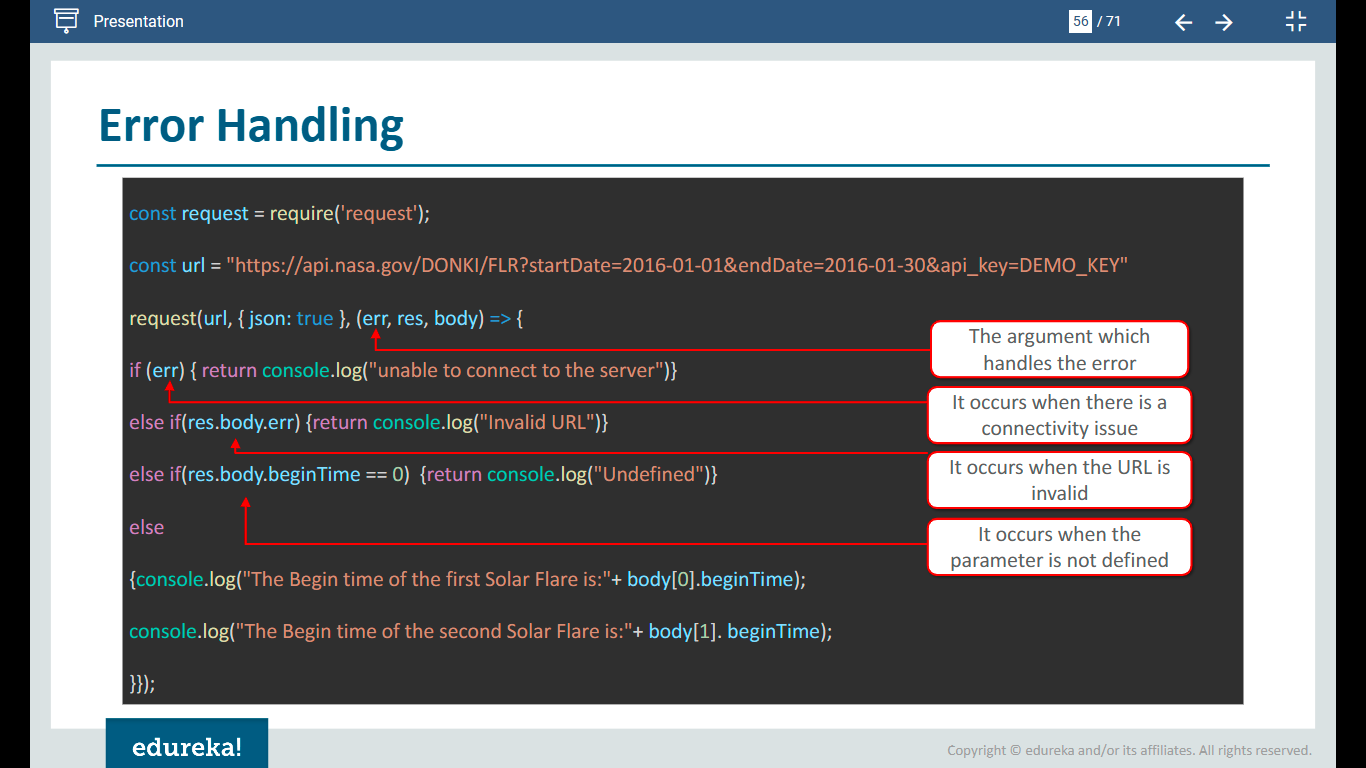 Presentation
56 / 71
Error Handling
const request = require('request');
const url = "https://api.nasa.gov/DONKI/FLR?startDate=2016-01-01&endDate=2016-01-30&api_key=DEMO_KEY"
request(url, { json: true }, (err, res, body) => {
The argument which
handles the error
if (err) { return console.log("unable to connect to the server")}
It occurs when there is a
connectivity issue
else if(res.body.err) {return console.log("Invalid URL")}
It occurs when the URL is
invalid
else if(res.body.beginTime == 0)  {return console.log("Undefined")}
It occurs when the
parameter is not defined
else
{console.log("The Begin time of the first Solar Flare is:"+ body[0].beginTime);
console.log("The Begin time of the second Solar Flare is:"+ body[1]. beginTime);
}});
edureka!
Copyright © edureka and/or its affiliates. All rights reserved.